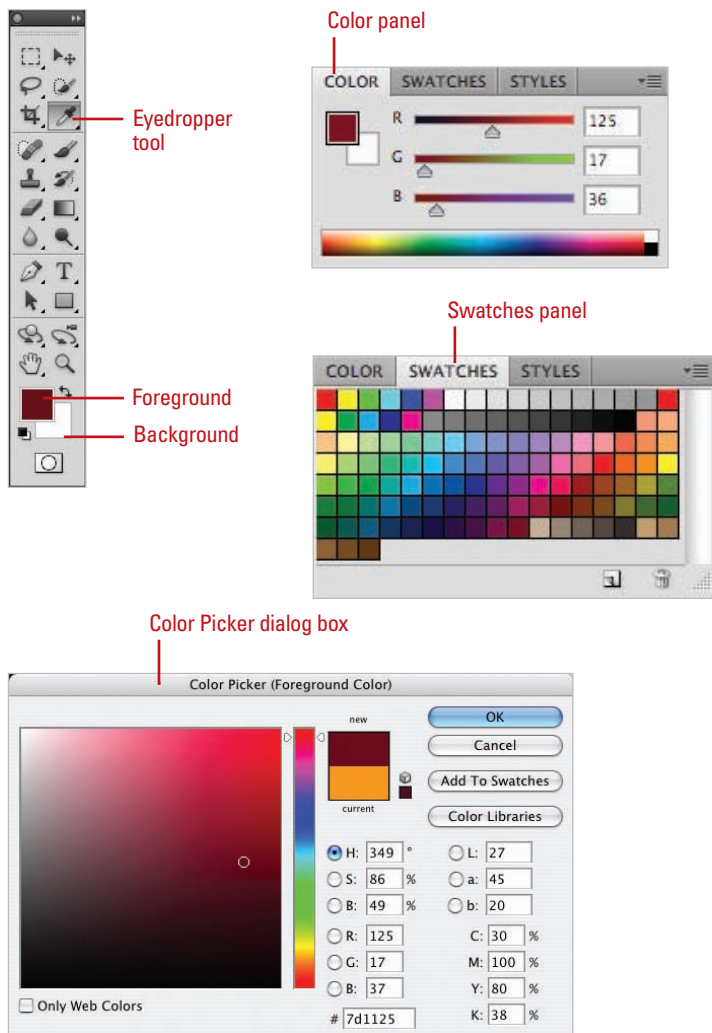 Color panel
COLOR SWATCHES STYLES
R 125
G 17
B 36
Eyedropper
tool
T
Foreground
Background
Swatches panel
COLOR SWATCHES STYLES
Color Picker dialog box
Color Picker (Foreground Color)
new
current
OK
Cancel
Add To Swatches
Color Libraries
H: 349 ° L: 27
S: 86 % a: 45
B: 49 % b: 20
R: 125 C: 30 %
G: 17 M: 100 %
B: 37 Y: 80 %
# 7d1125 K: 38 %
Only Web Colors